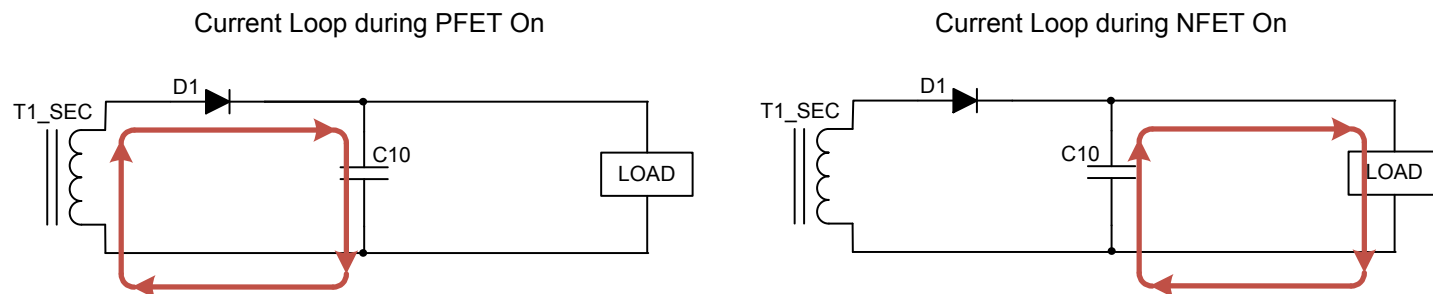 Current Loop during PFET On
D1
T1_SEC
C10
LOAD
Current Loop during NFET On
D1
T1_SEC
C10
LOAD